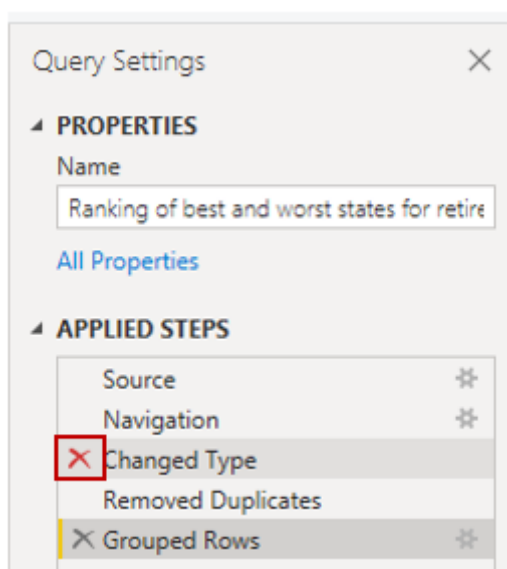 Query Settings
PROPERTIES
Name
Ranking of best and worst states for retire
All Properties
APPLIED STEPS
Source
Navigation
Changed Type
Removed Duplicates
Grouped Rows